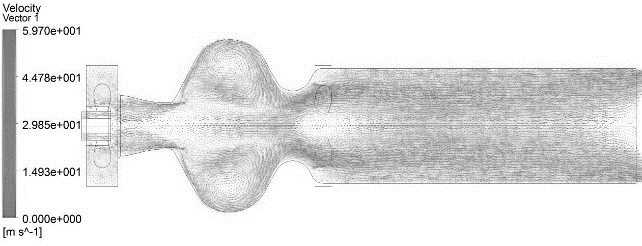 Velocity
Vector 1
5.970e+001
4.478e+001
2.985e+001
1.493e+001
0.000e+000
[m s^-1]